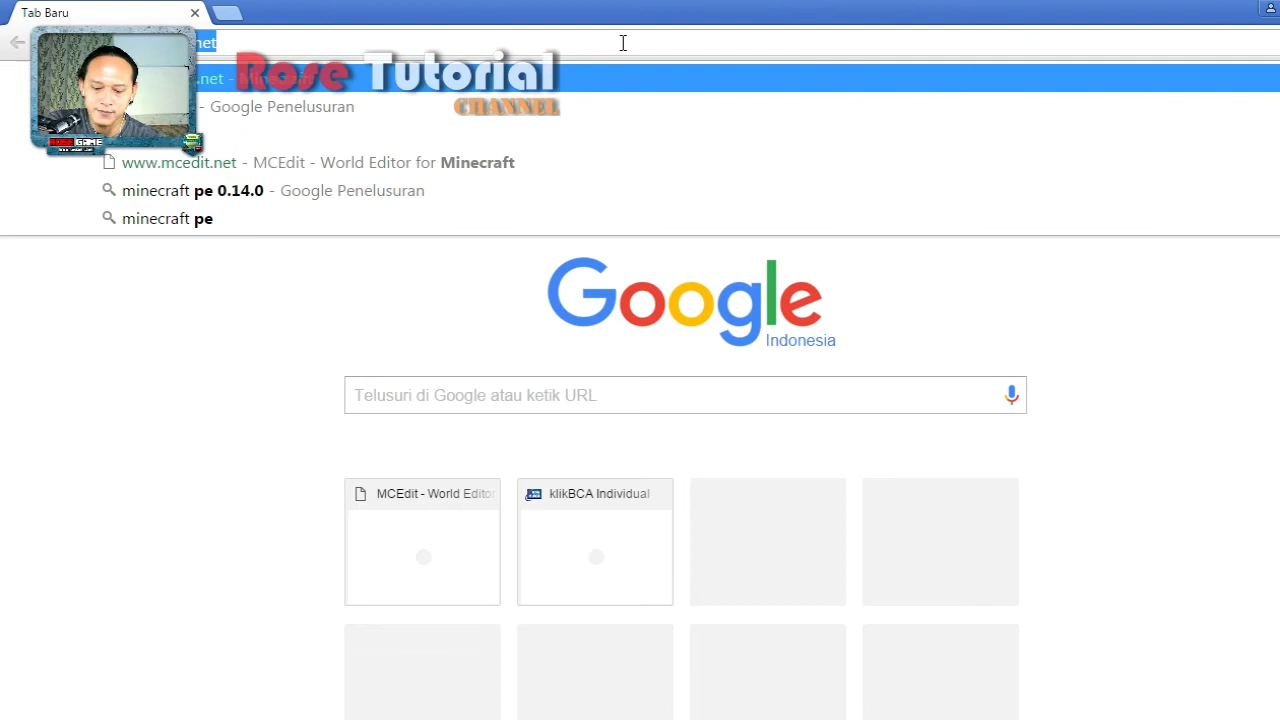 Tab Baru
net
Rose Tutorial
CHANNEL
.net -
- Google Penelusuran
ROSE GAME
www.mcedit.net - MCEdit - World Editor for Minecraft
minecraft pe 0.14.0 - Google Penelusuran
minecraft pe
Google
Indonesia
Telusuri di Google atau ketik URL
MCEdit - World Editor
klikBCA Individual